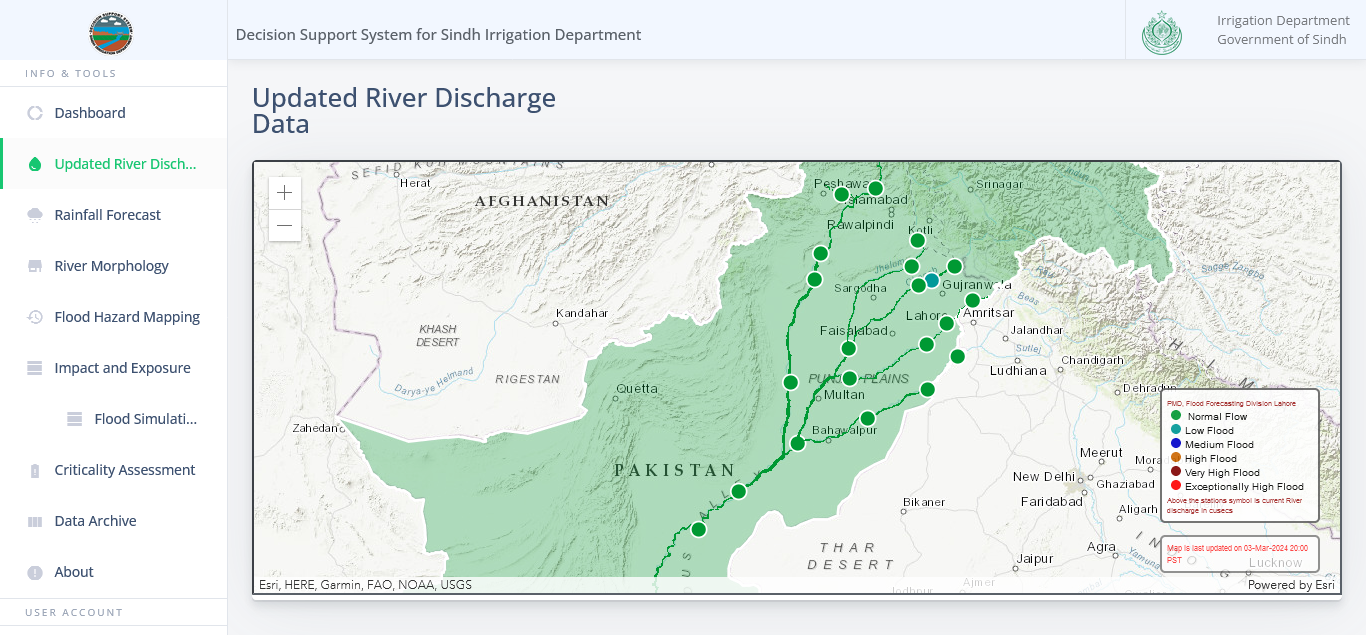 Decision Support System for Sindh Irrigation Department
Irrigation Department
Government of Sindh
INFO & TOOLS
Dashboard
Updated River Disch...
Rainfall Forecast
River Morphology
Flood Hazard Mapping
Impact and Exposure
Flood Simulati...
Criticality Assessment
Data Archive
About
USER ACCOUNT
Updated River Discharge
Data
SEFID KUH MOUNTAINS
Herat
AFGHANISTAN
Peshawa
Islamabad
Srinagar
Rawalpindi
Kotli
Jhelum
Sargodha
Gujranwala
Sange Zangbo
Beas
Kandahar
Lahore
Amritsar
KHASH
DESERT
Faisalabad
Jalandhar
Sutlej
Chandigarh
Ludhiana
RIGESTAN
Darya-ye Helmand
Quetta
PUNJAB PLAINS
Multan
Dehradun
HIM
Zahedan
Bahawalpur
PAKISTAN
Meerut
Mora
New Delhi
Ghaziabad
Faridabad
Aligarh
Bikaner
THAR
DESERT
Agra
Yamuna
Jaipur
Lucknow
Ajmer
Jodhpur
PMD, Flood Forecasting Division Lahore
Normal Flow
Low Flood
Medium Flood
High Flood
Very High Flood
Exceptionally High Flood
Above the stations symbol is current River
discharge in cusecs
Map is last updated on 03-Mar-2024 20:00
PST
Esri, HERE, Garmin, FAO, NOAA, USGS
Powered by Esri